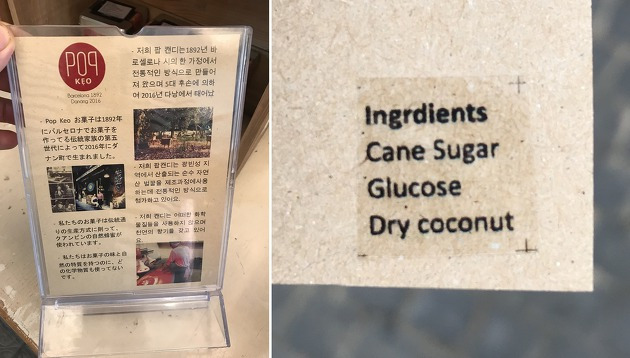 POP
KEO
Barcelona 1892
Danang 2016
- Pop Keo お菓子は1892年
にバルセロナでお菓子を
作ってる伝統家族の第五
世代によって2016年にダ
ナン町で生まれました。
- 私たちのお菓子は伝統通
りの生産方式に則って、
クアンビンの自然蜂蜜が
使われています。
- 私たちはお菓子の味と自
然の特質を持つのに、ど
の化学物質も使ってない
です。
- 저희 팝 캔디는1892년 바
로셀로나 시의 한 가정에서
전통적인 방식으로 만들어
져 왔으며 5대 후손에 의하
여 2016년 다낭에서 태어났
- 저희 팝캔디는 꽝빈성 지
역에서 산출되는 순수 자연
산 벌꿀을 제조과정에사용
하는데 전통적인 방식으로
첨가하고 있어요.
- 저희 캔디는 어떠한 화학
물질들을 사용하지 않으며
천연의 향기를 갖고 있어
요.
Ingrdients
Cane Sugar
Glucose
Dry coconut